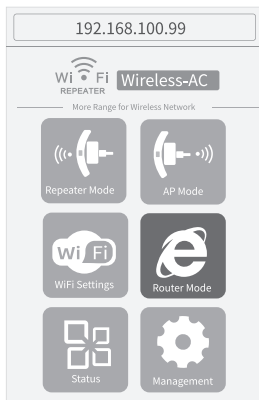 192.168.100.99
Wi Fi Wireless-AC
REPEATER
More Range for Wireless Network
Repeater Mode AP Mode
Wi Fi
WiFi Settings Router Mode
Status Management